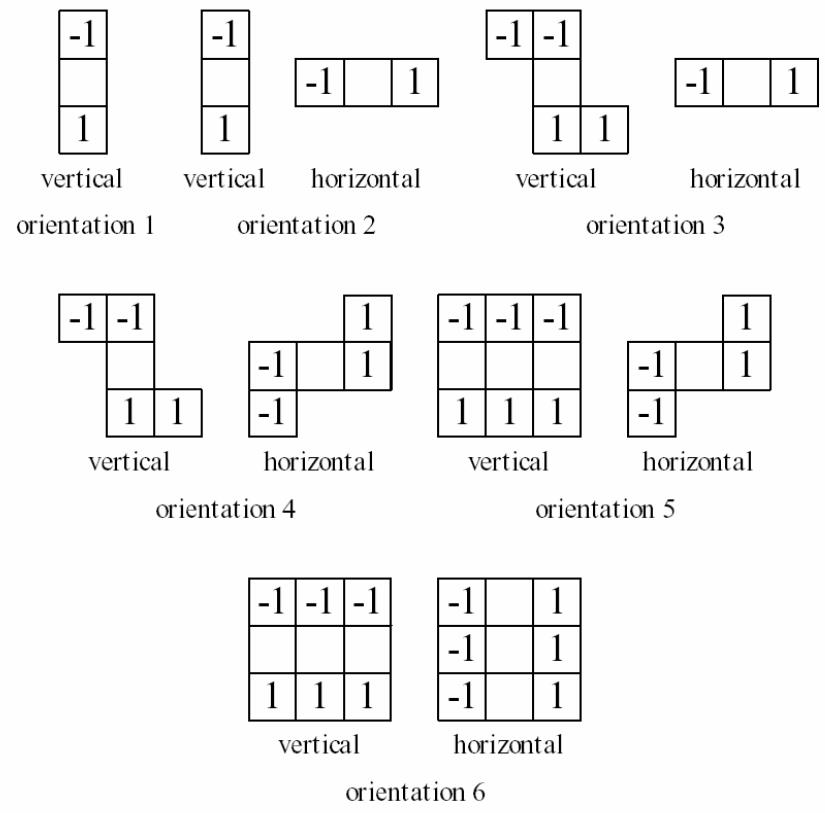 -1 -1 -1 -1
-1 1 -1 1
1 1 1 1
vertical vertical horizontal vertical horizontal
orientation 1 orientation 2 orientation 3
-1 -1 1 -1 -1 -1 1
-1 1 -1 1
1 1 -1 1 1 1 -1
vertical horizontal vertical horizontal
orientation 4 orientation 5
-1 -1 -1 -1 1
-1 1
1 1 1 -1 1
vertical horizontal
orientation 6